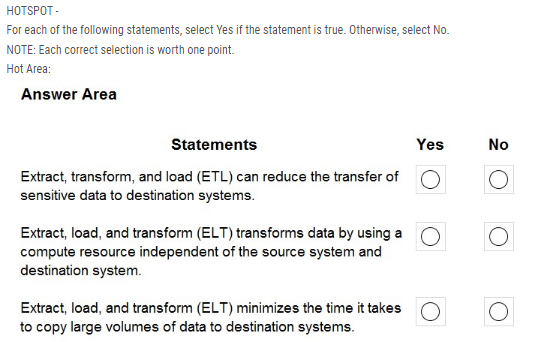 HOTSPOT -
For each of the following statements, select Yes if the statement is true. Otherwise, select No.
NOTE: Each correct selection is worth one point.
Hot Area:
Answer Area
Statements Yes No
Extract, transform, and load (ETL) can reduce the transfer of
sensitive data to destination systems.
Extract, load, and transform (ELT) transforms data by using a
compute resource independent of the source system and
destination system.
Extract, load, and transform (ELT) minimizes the time it takes
to copy large volumes of data to destination systems.